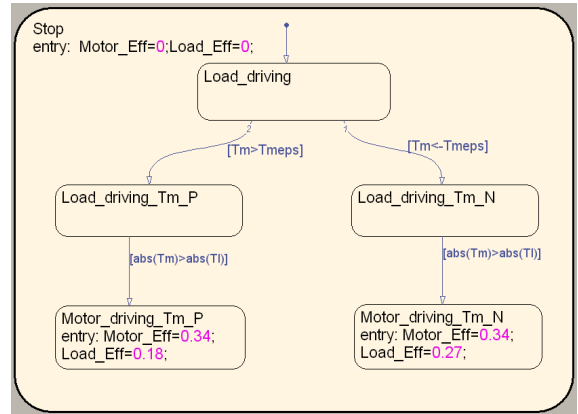 Stop
entry: Motor_Eff=0;Load_Eff=0;
Load_driving
2
1
[Tm>Tmeps]
[Tm<-Tmeps]
Load_driving_Tm_P
Load_driving_Tm_N
[abs(Tm)>abs(Tl)]
[abs(Tm)>abs(Tl)]
Motor_driving_Tm_P
entry: Motor_Eff=0.34;
Load_Eff=0.18;
Motor_driving_Tm_N
entry: Motor_Eff=0.34;
Load_Eff=0.27;